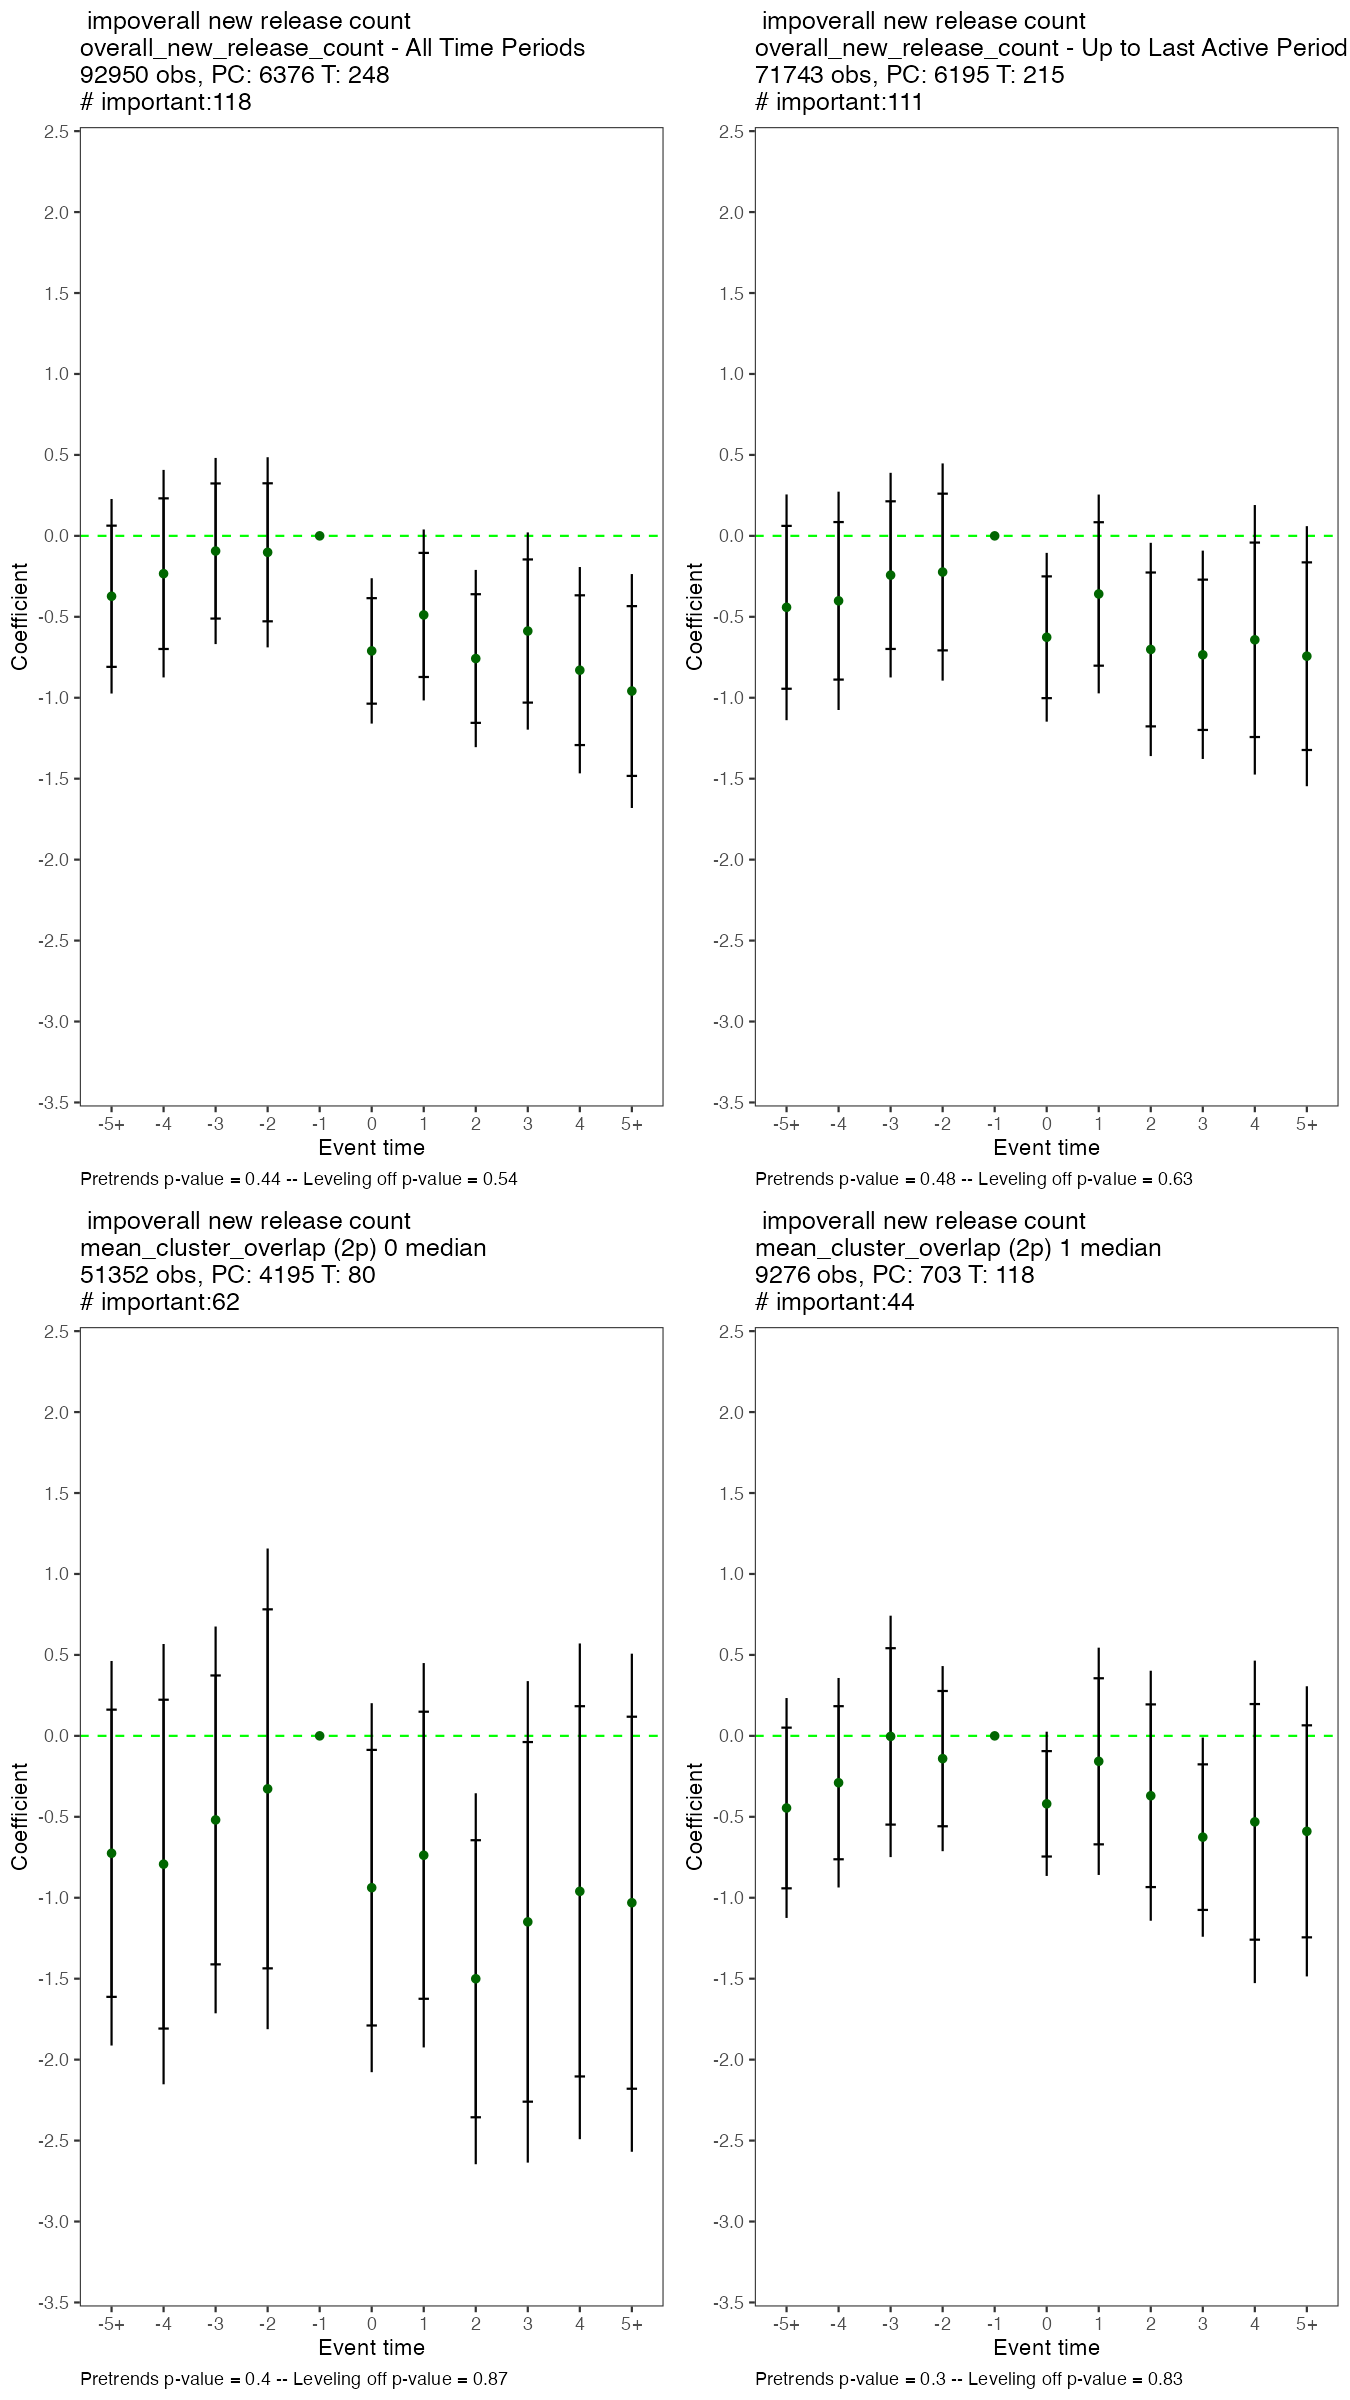 impoverall new release count
overall_new_release_count - All Time Periods
92950 obs, PC: 6376 T: 248
# important:118
2.5
2.0
1.5
1.0
0.5
0.0
-0.5
-1.0
-1.5
-2.0
-2.5
-3.0
-3.5
Coefficient
-5+ -4 -3 -2 -1 0 1 2 3 4 5+
Event time
Pretrends p-value = 0.44 -- Leveling off p-value = 0.54
impoverall new release count
overall_new_release_count - Up to Last Active Period
71743 obs, PC: 6195 T: 215
# important:111
2.5
2.0
1.5
1.0
0.5
0.0
-0.5
-1.0
-1.5
-2.0
-2.5
-3.0
-3.5
Coefficient
-5+ -4 -3 -2 -1 0 1 2 3 4 5+
Event time
Pretrends p-value = 0.48 -- Leveling off p-value = 0.63
impoverall new release count
mean_cluster_overlap (2p) 0 median
51352 obs, PC: 4195 T: 80
# important:62
2.5
2.0
1.5
1.0
0.5
0.0
-0.5
-1.0
-1.5
-2.0
-2.5
-3.0
-3.5
Coefficient
-5+ -4 -3 -2 -1 0 1 2 3 4 5+
Event time
Pretrends p-value = 0.4 -- Leveling off p-value = 0.87
impoverall new release count
mean_cluster_overlap (2p) 1 median
9276 obs, PC: 703 T: 118
# important:44
2.5
2.0
1.5
1.0
0.5
0.0
-0.5
-1.0
-1.5
-2.0
-2.5
-3.0
-3.5
Coefficient
-5+ -4 -3 -2 -1 0 1 2 3 4 5+
Event time
Pretrends p-value = 0.3 -- Leveling off p-value = 0.83